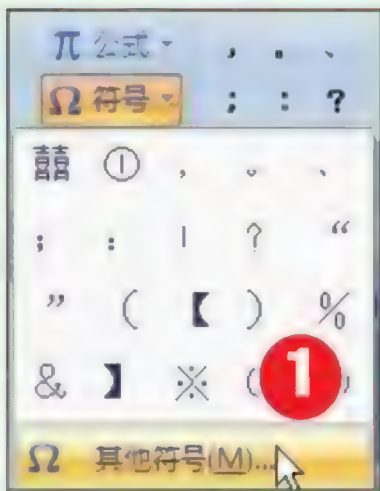 π 公式 , 。 、
Ω 符号 ; : ?
囍 ① , 。 、
; : ! ? “
” ( 【 ) %
& 】 ※ ( 1 )
Ω 其他符号(M)...